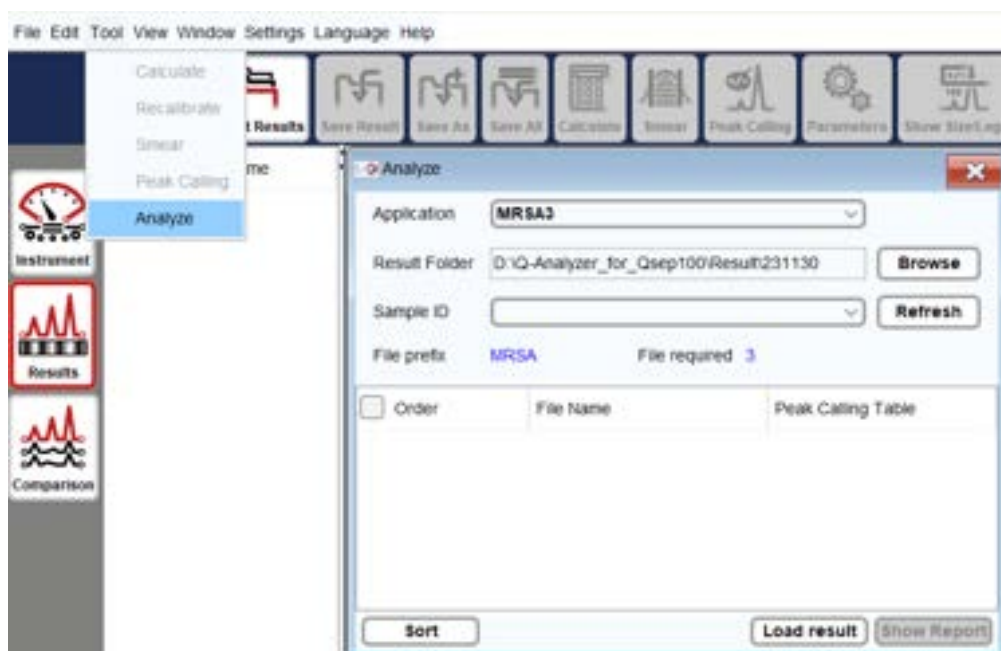 File Edit Tool View Window Settings Language Help
Calculate
Recalibrate
Smear
Peak Calling
Analyze
t Results
Save Result
Save As
Save All
Calculate
Smear
Peak Calling
Parameters
me
Instrument
Results
Comparison
Analyze
Application MRSA3
Result Folder D:\Q-Analyzer_for_Qsep100\Result\231130 Browse
Sample ID Refresh
File prefix MRSA File required 3
Order File Name Peak Calling Table
Sort Load result Show Report